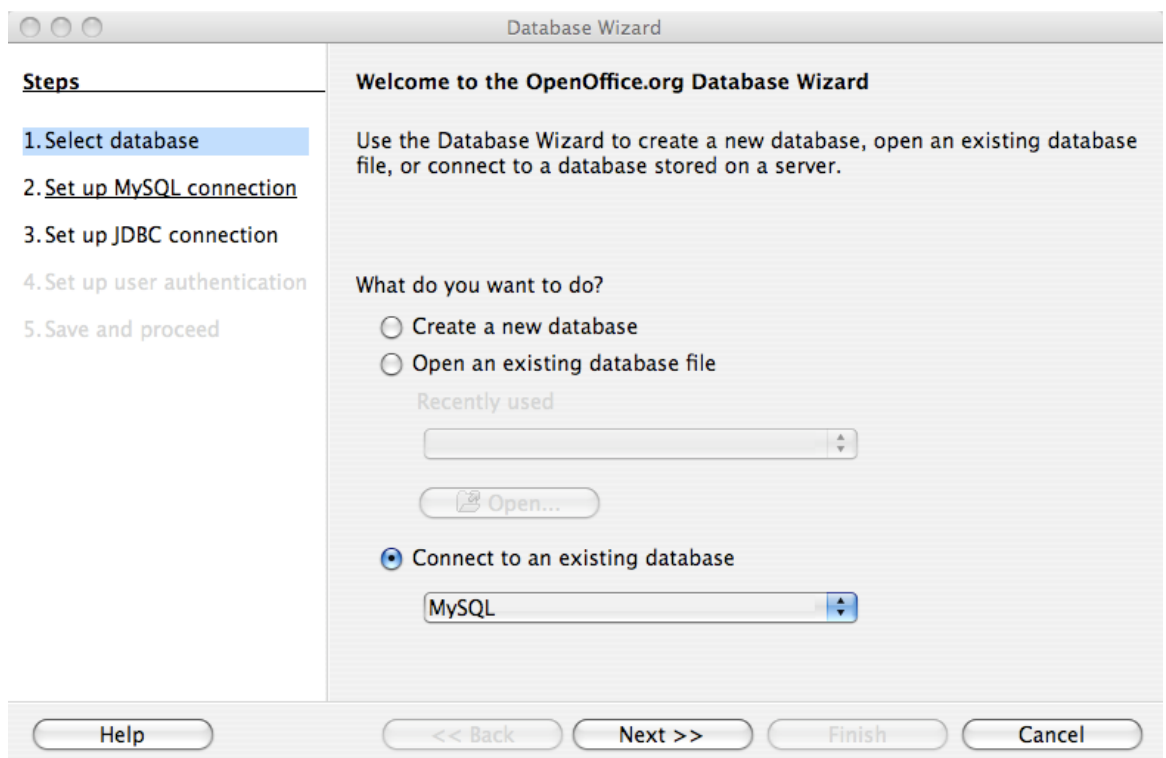 Database Wizard
Steps
1. Select database
2. Set up MySQL connection
3. Set up JDBC connection
4. Set up user authentication
5. Save and proceed
Welcome to the OpenOffice.org Database Wizard
Use the Database Wizard to create a new database, open an existing database
file, or connect to a database stored on a server.
What do you want to do?
Create a new database
Open an existing database file
Recently used
Open...
Connect to an existing database
MySQL
Help
<< Back
Next >>
Finish
Cancel